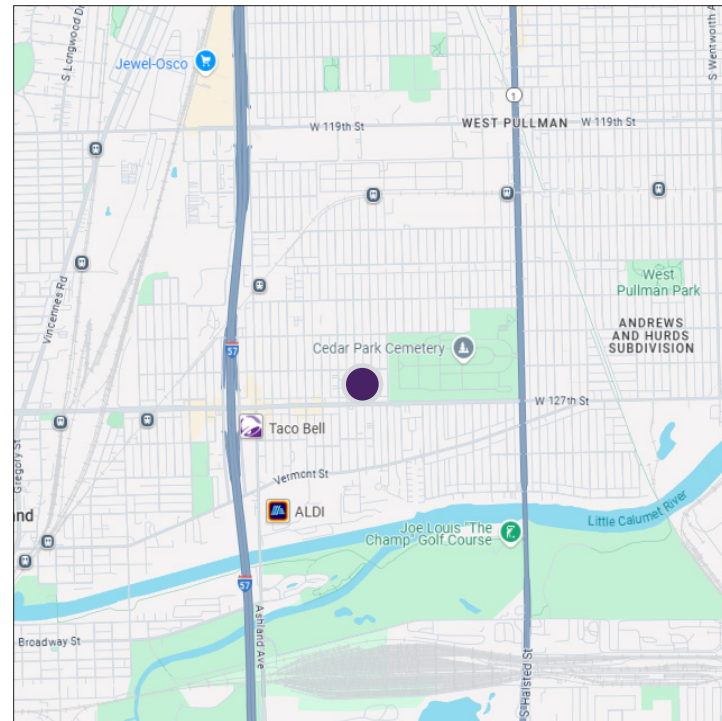 S Longwood Dr
Jewel-Osco
S Wentworth A
1
W 119th St
WEST PULLMAN
W 119th St
Vincennes Rd
West
Pullman Park
ANDREWS
AND HURDS
SUBDIVISION
57
Cedar Park Cemetery
W 127th St
Taco Bell
Gregory St
Vermont St
ALDI
nd
Little Calumet River
Joe Louis "The
Champ" Golf Course
57
Ashland Ave
Broadway St
S Halsted St